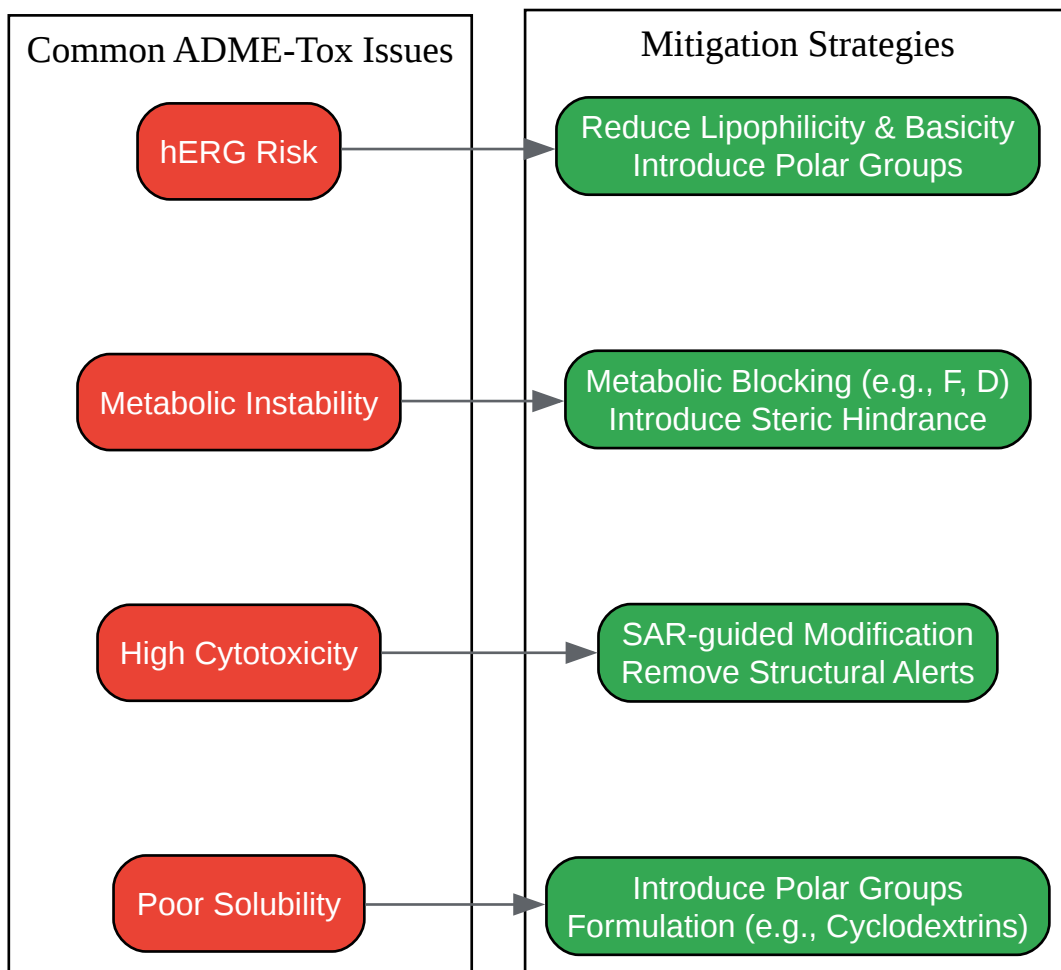 Common ADME-Tox Issues
Mitigation Strategies
hERG Risk
Reduce Lipophilicity & Basicity
Introduce Polar Groups
Metabolic Instability
Metabolic Blocking (e.g., F, D)
Introduce Steric Hindrance
High Cytotoxicity
SAR-guided Modification
Remove Structural Alerts
Poor Solubility
Introduce Polar Groups
Formulation (e.g., Cyclodextrins)